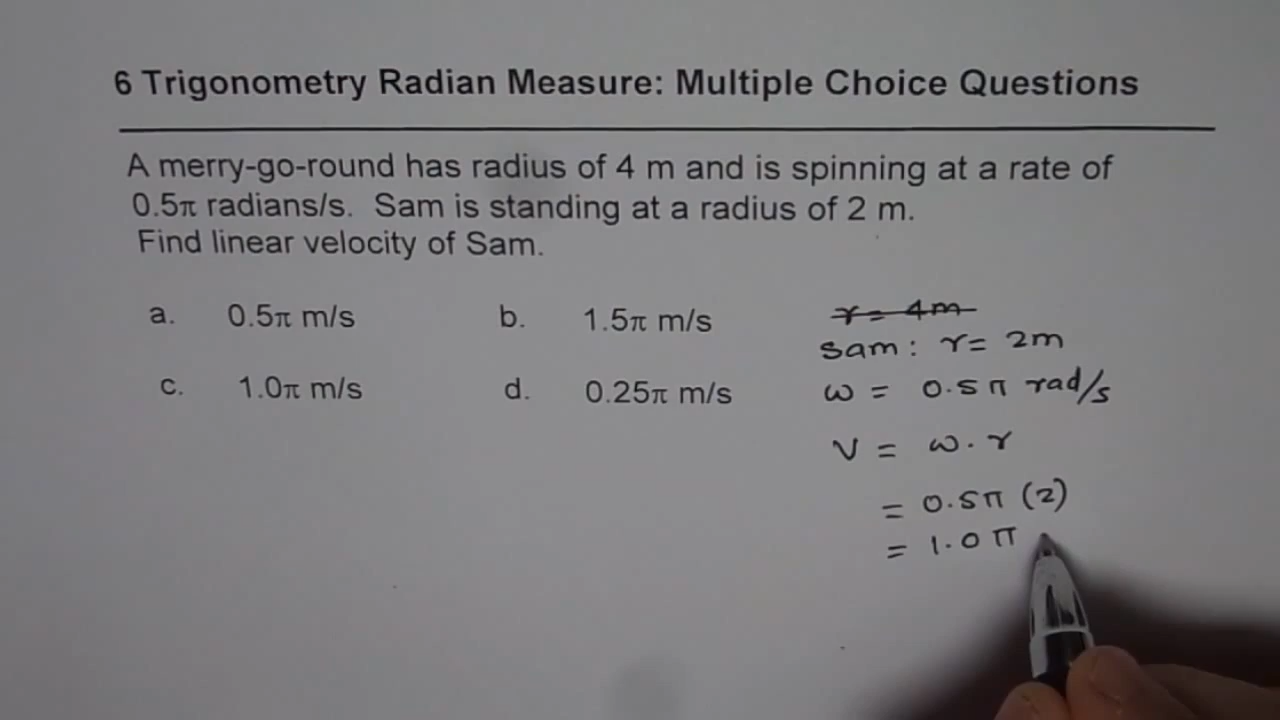 6 Trigonometry Radian Measure: Multiple Choice Questions
A merry-go-round has radius of 4 m and is spinning at a rate of
0.5π radians/s. Sam is standing at a radius of 2 m.
Find linear velocity of Sam.
a. 0.5π m/s b. 1.5π m/s
c. 1.0π m/s d. 0.25π m/s
r = 4m
Sam : r = 2m
ω = 0.5π rad/s
V = ω · r
= 0.5π (2)
= 1.0 π